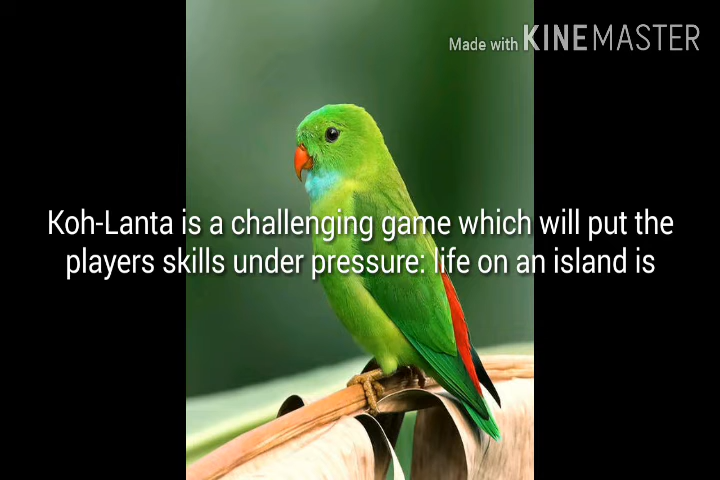 Made with KINEMASTER
Koh-Lanta is a challenging game which will put the
players skills under pressure: life on an island is